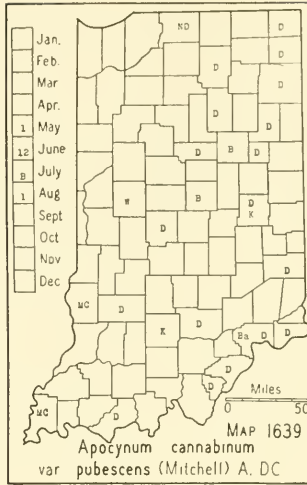 Jan.
Feb.
Mar
Apr.
1 May
12 June
8 July
1 Aug
Sept
Oct
Nov
Dec
ND D
D
D
D D
D
D B D
W B D
K
D
D
MC D
K D
Ba D D
D
D
MC D
Miles
0 50
MAP 1639
Apocynum cannabinum
var pubescens (Mitchell) A. DC